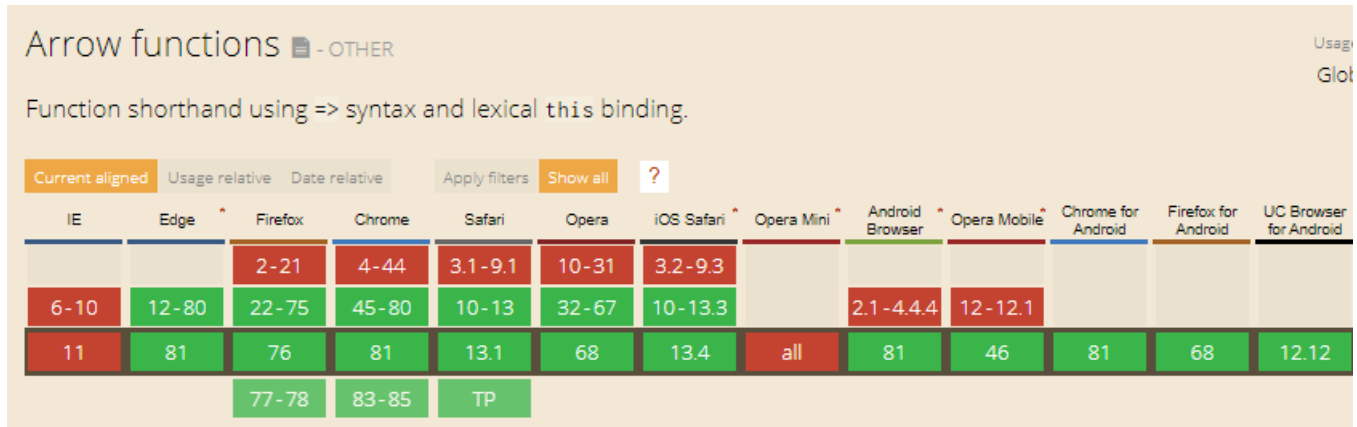 Arrow functions - OTHER
Usage
Glob
Function shorthand using => syntax and lexical this binding.
Current aligned Usage relative Date relative Apply filters Show all ?
IE Edge * Firefox Chrome Safari Opera iOS Safari * Opera Mini * Android Browser * Opera Mobile * Chrome for Android Firefox for Android UC Browser for Android
2-21 4-44 3.1-9.1 10-31 3.2-9.3
6-10 12-80 22-75 45-80 10-13 32-67 10-13.3 2.1-4.4.4 12-12.1
11 81 76 81 13.1 68 13.4 all 81 46 81 68 12.12
77-78 83-85 TP